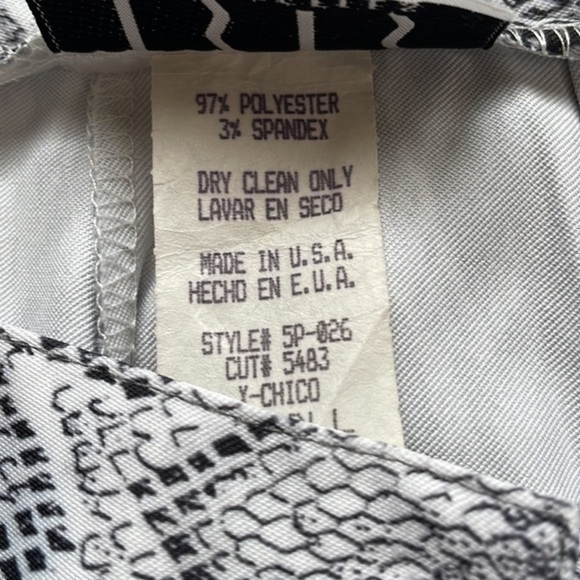 97% POLYESTER
3% SPANDEX
DRY CLEAN ONLY
LAVAR EN SECO
MADE IN U.S.A.
HECHO EN E.U.A.
STYLE# 5P-026
CUT# 5483
Y-CHICO
L